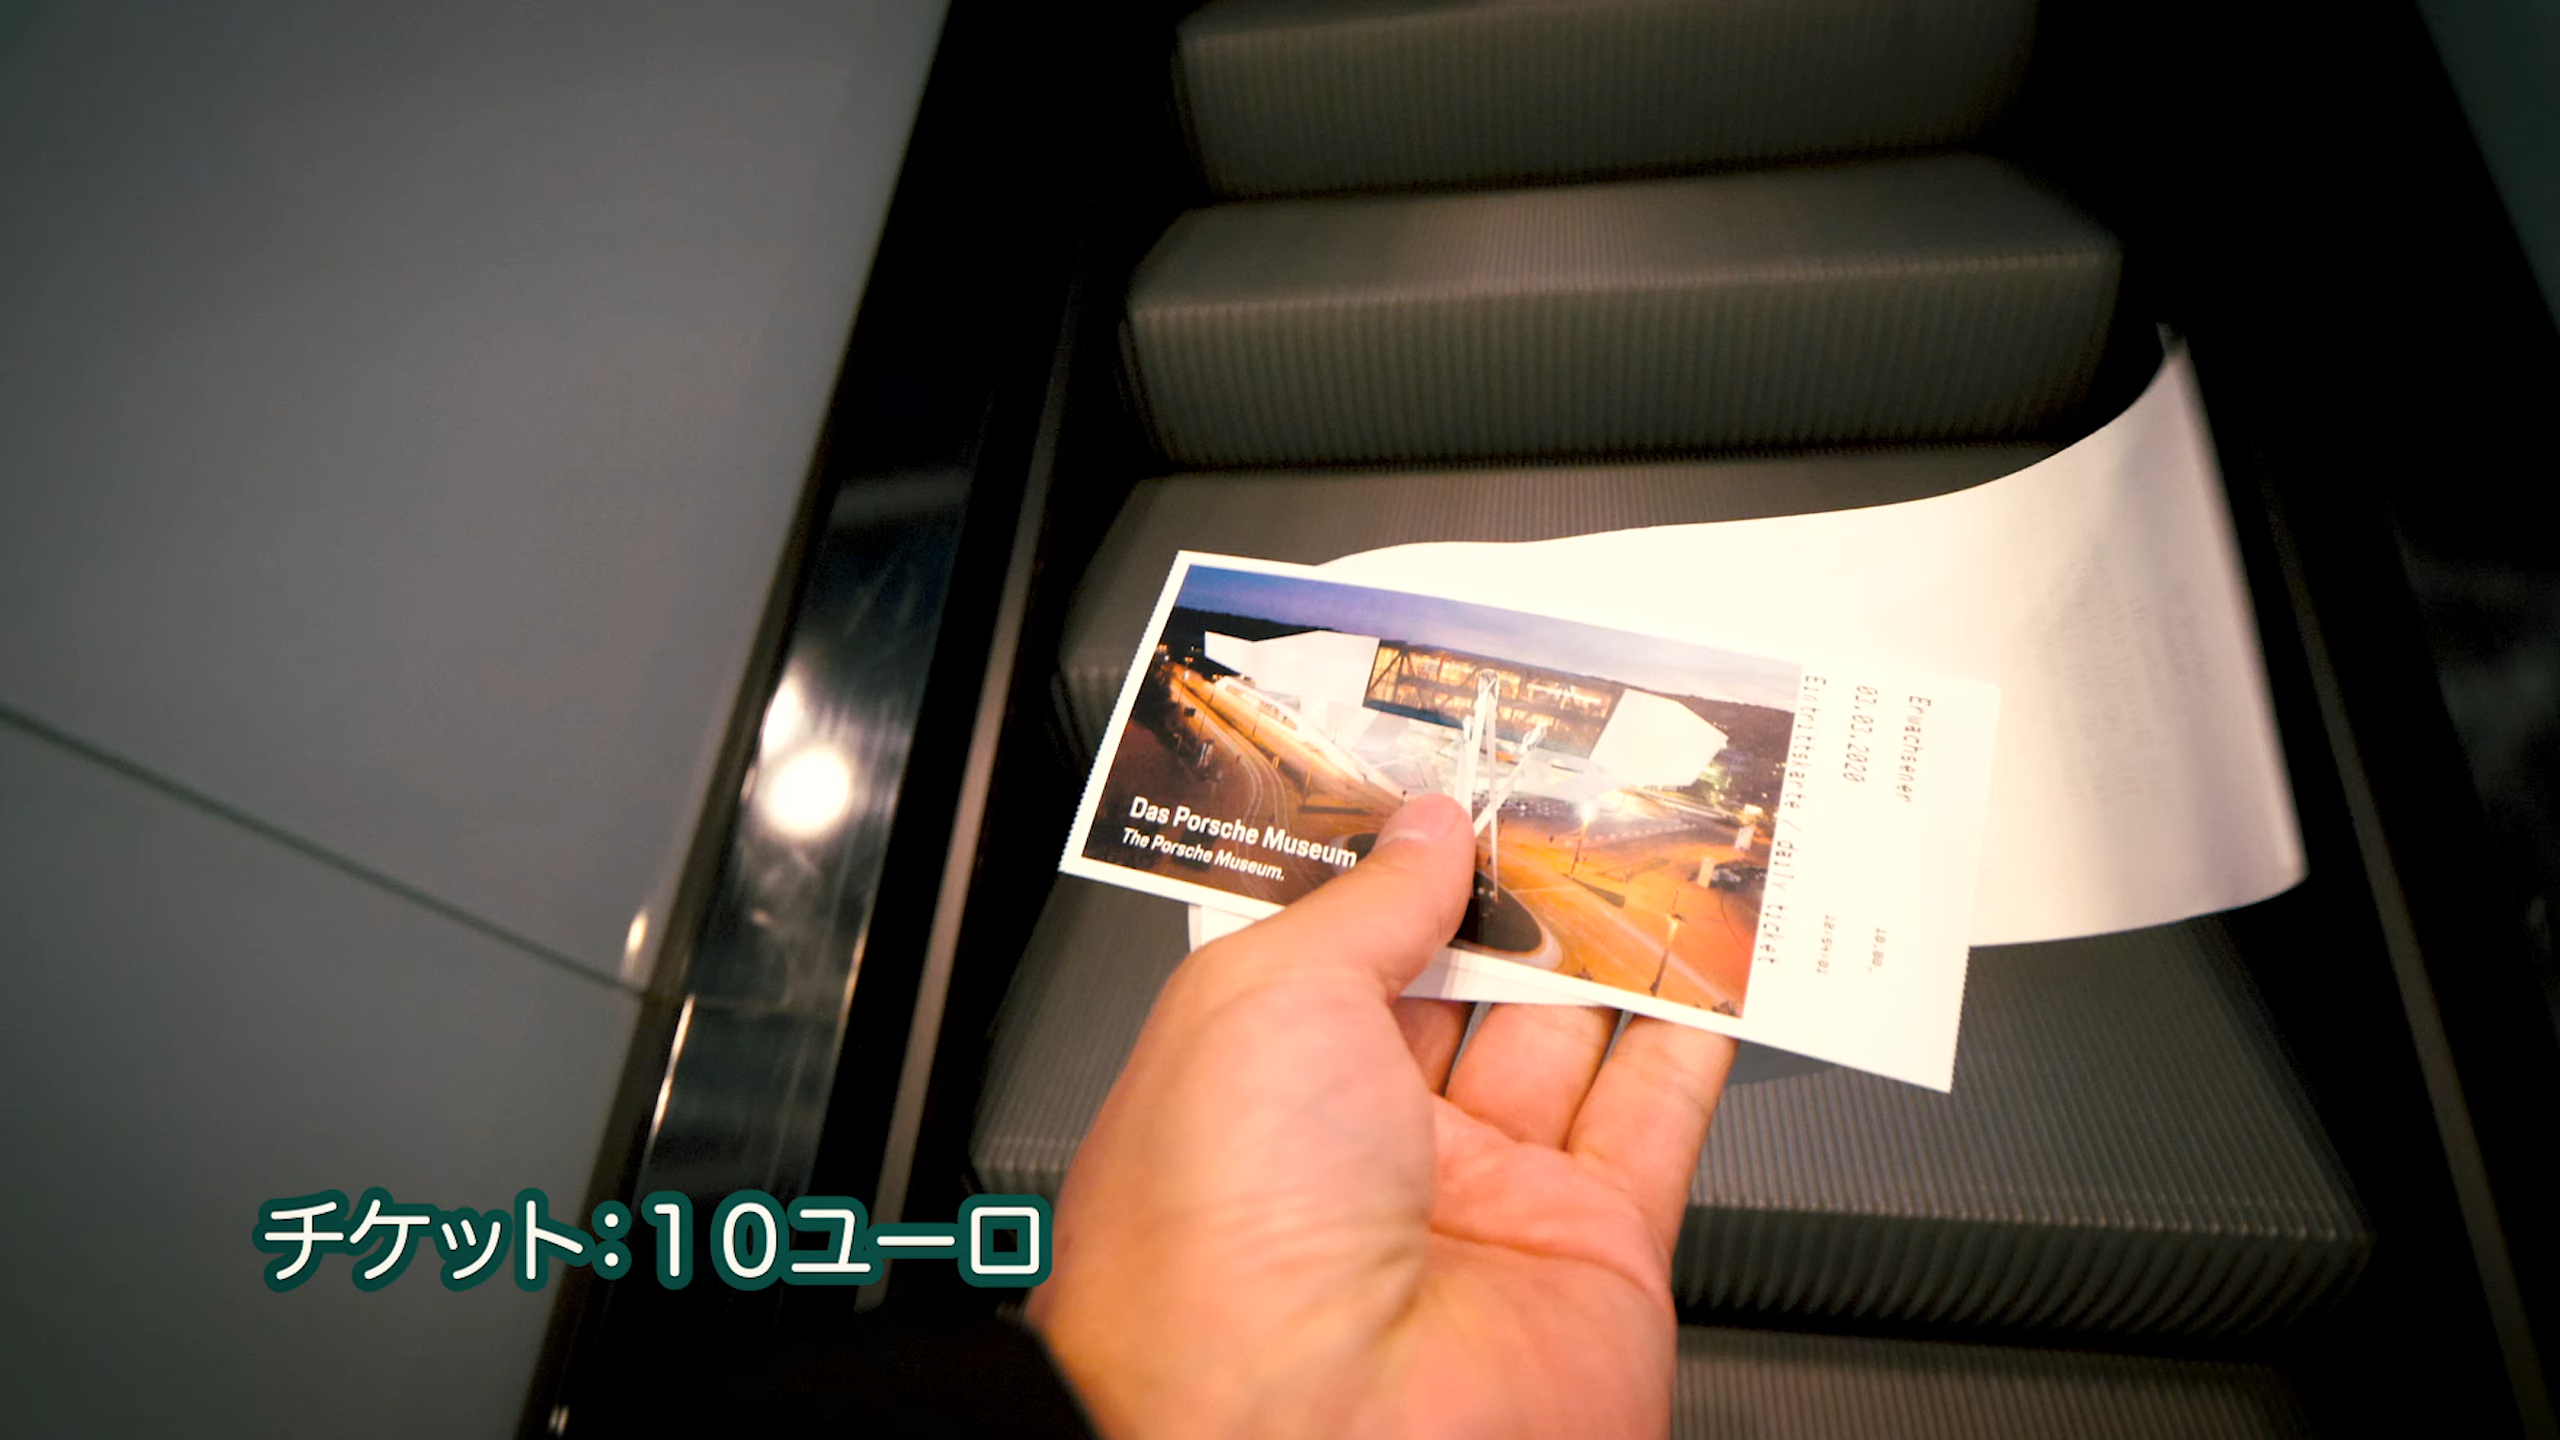 Das Porsche Museum
The Porsche Museum.
Eintrittskarte / daily ticket
Erwachsener
チケット：10ユーロ